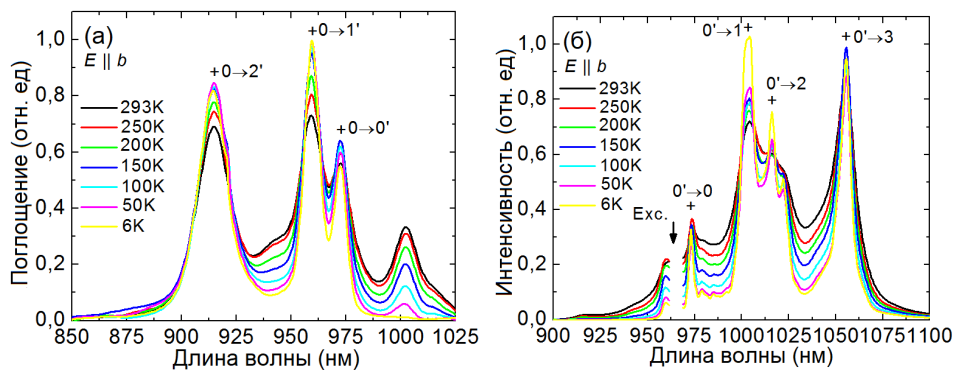 (а)
E || b
+0→2'
+0→1'
+0→0'
293K
250K
200K
150K
100K
50K
6K
Поглощение (отн. ед)
1,0
0,8
0,6
0,4
0,2
0,0
850 875 900 925 950 975 1000 1025
Длина волны (нм)
(б)
E || b
0'→1+
0'→2
+
+0'→3
0'→0
+
Exc.
293K
250K
200K
150K
100K
50K
6K
Интенсивность (отн. ед)
1,0
0,8
0,6
0,4
0,2
0,0
900 925 950 975 1000 1025 1050 1075 1100
Длина волны (нм)